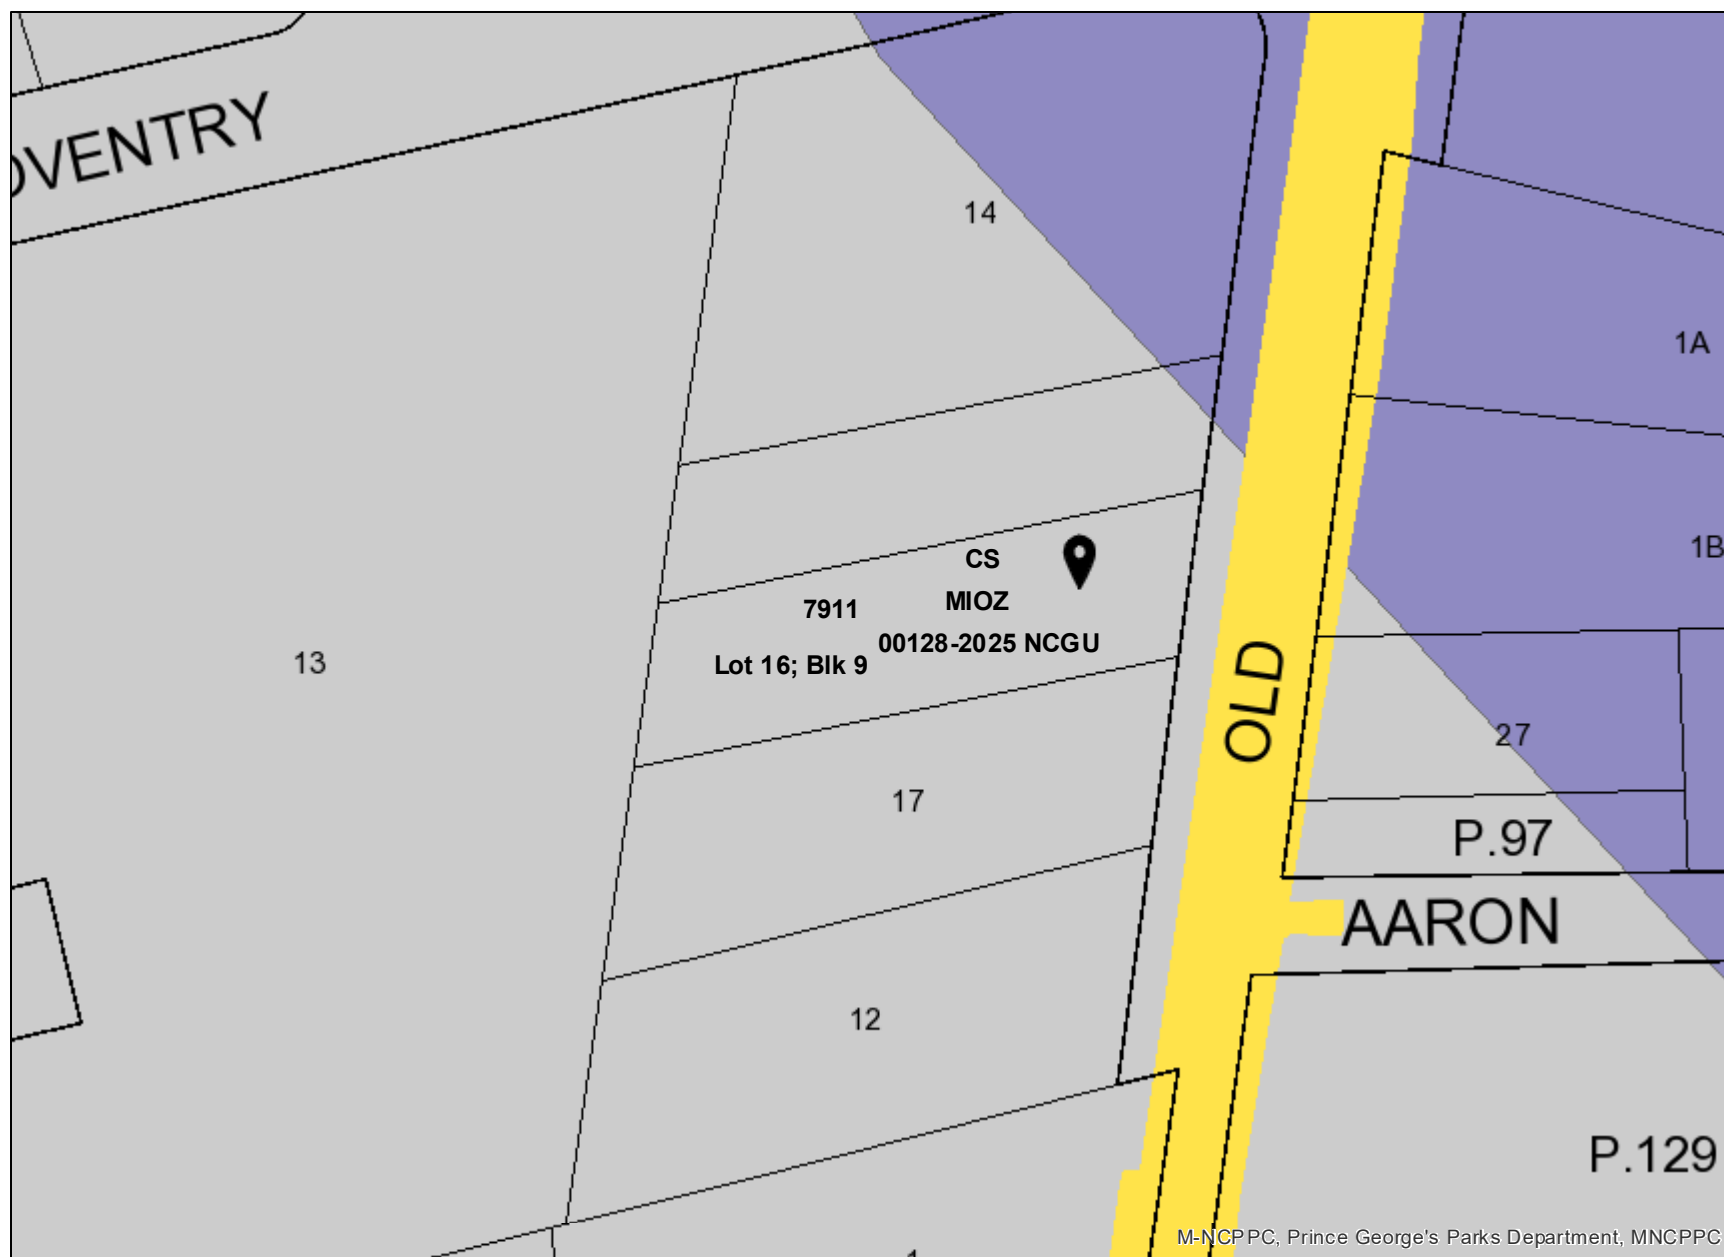 OVENTRY
14
1A
1B
CS
MIOZ
7911
00128-2025 NCGU
Lot 16; Blk 9
13
OLD
27
17
P.97
AARON
12
P.129
M-NCPPC, Prince George's Parks Department, MNCPPC